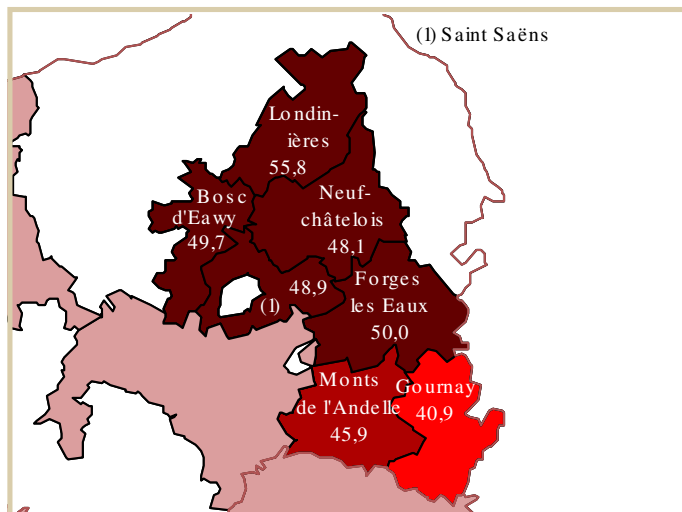 (1) Saint Saëns
Londin-
ières
55,8
Bosc
d'Eawy
49,7
Neuf-
châtelois
48,1
(1)
48,9
Forges
les Eaux
50,0
Monts
de l'Andelle
45,9
Gournay
40,9